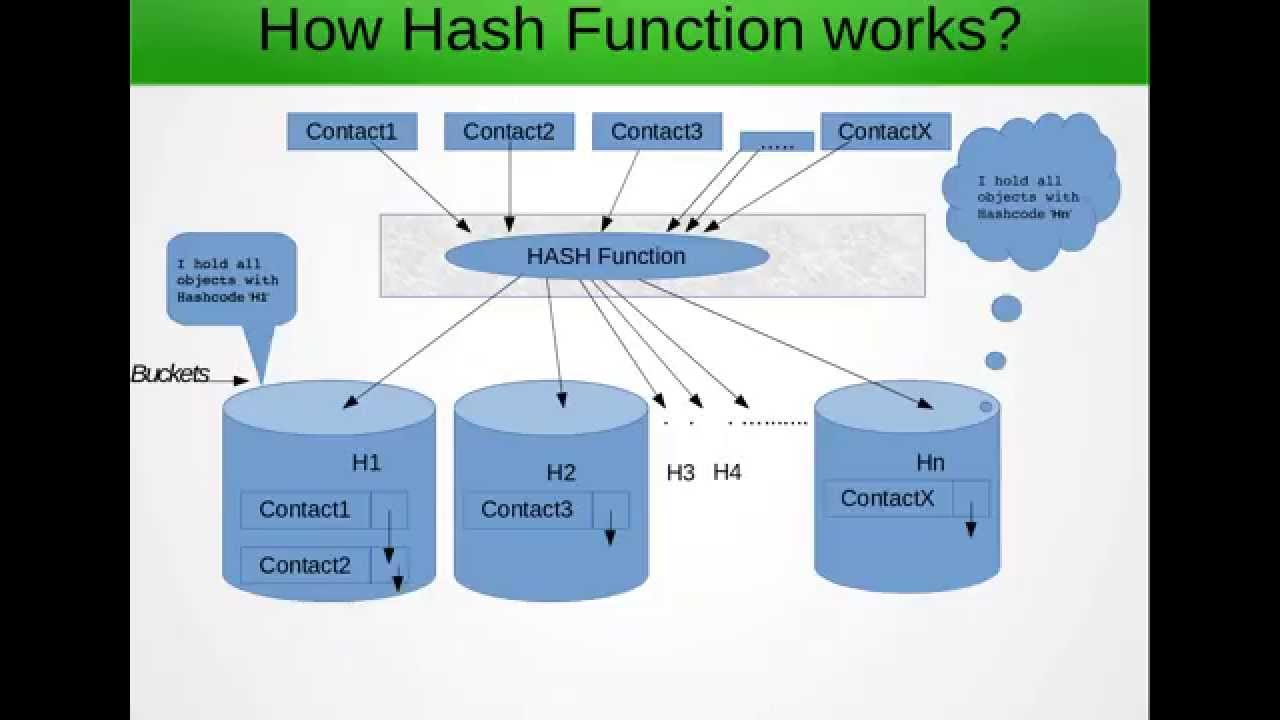 How Hash Function works?
Contact1
Contact2
Contact3
.....
ContactX
I hold all
objects with
Hashcode 'Hn'
HASH Function
I hold all
objects with
Hashcode 'H1'
Buckets
. . . ..........
H1
H2
H3
H4
Hn
Contact1
Contact2
Contact3
ContactX